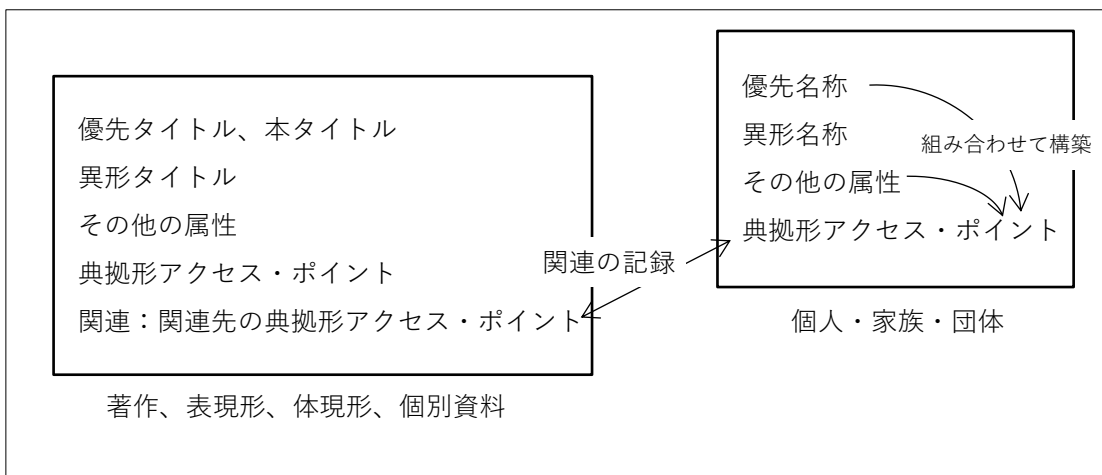 優先タイトル、本タイトル
異形タイトル
その他の属性
典拠形アクセス・ポイント
関連：関連先の典拠形アクセス・ポイント
著作、表現形、体現形、個別資料
関連の記録
優先名称
異形名称
その他の属性
典拠形アクセス・ポイント
組み合わせて構築
個人・家族・団体